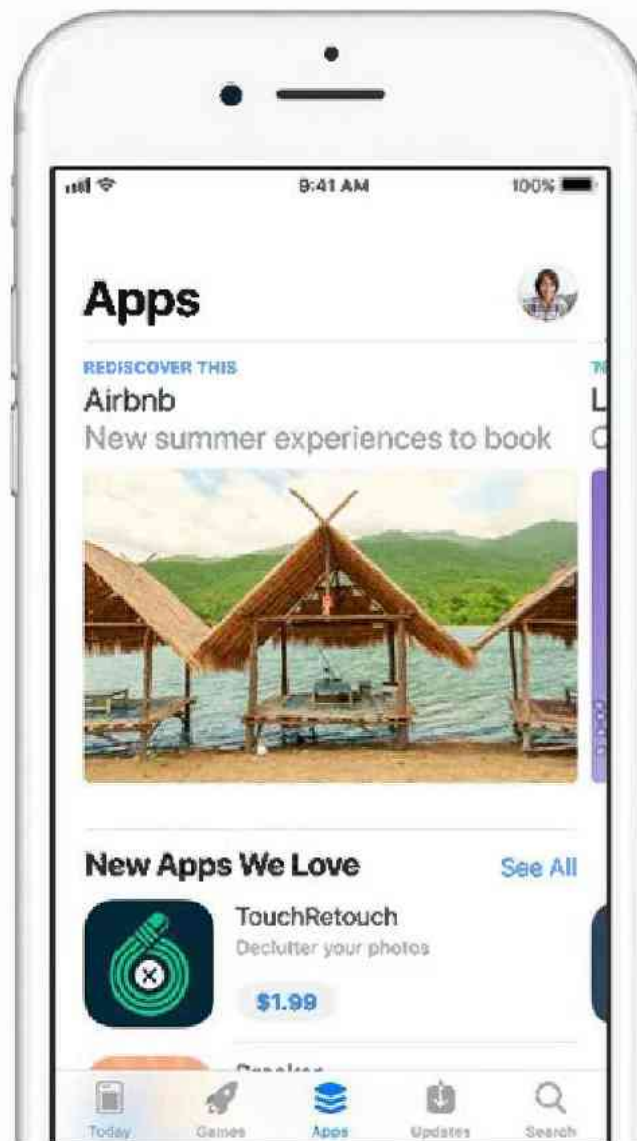 9:41 AM
100%
Apps
REDISCOVER THIS
Airbnb
New summer experiences to book
New Apps We Love
See All
TouchRetouch
Declutter your photos
$1.99
Today
Games
Apps
Updates
Search